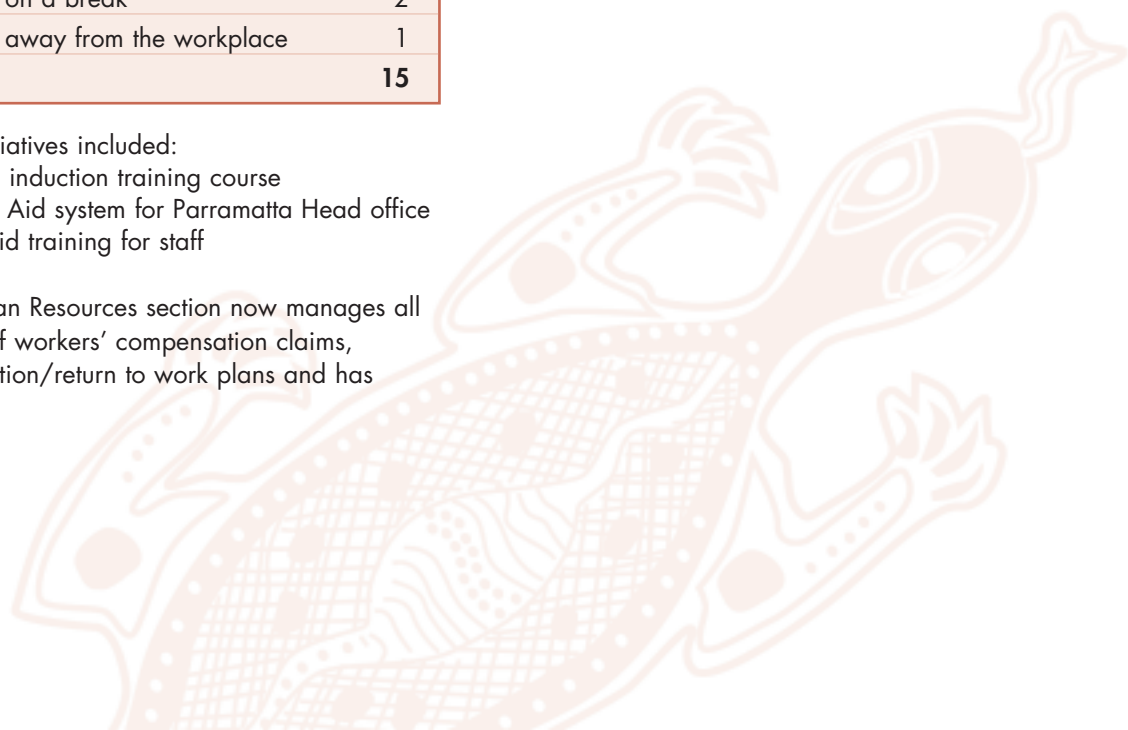 on a break 2
away from the workplace 1
15
iatives included:
induction training course
Aid system for Parramatta Head office
id training for staff
an Resources section now manages all
f workers’ compensation claims,
tion/return to work plans and has